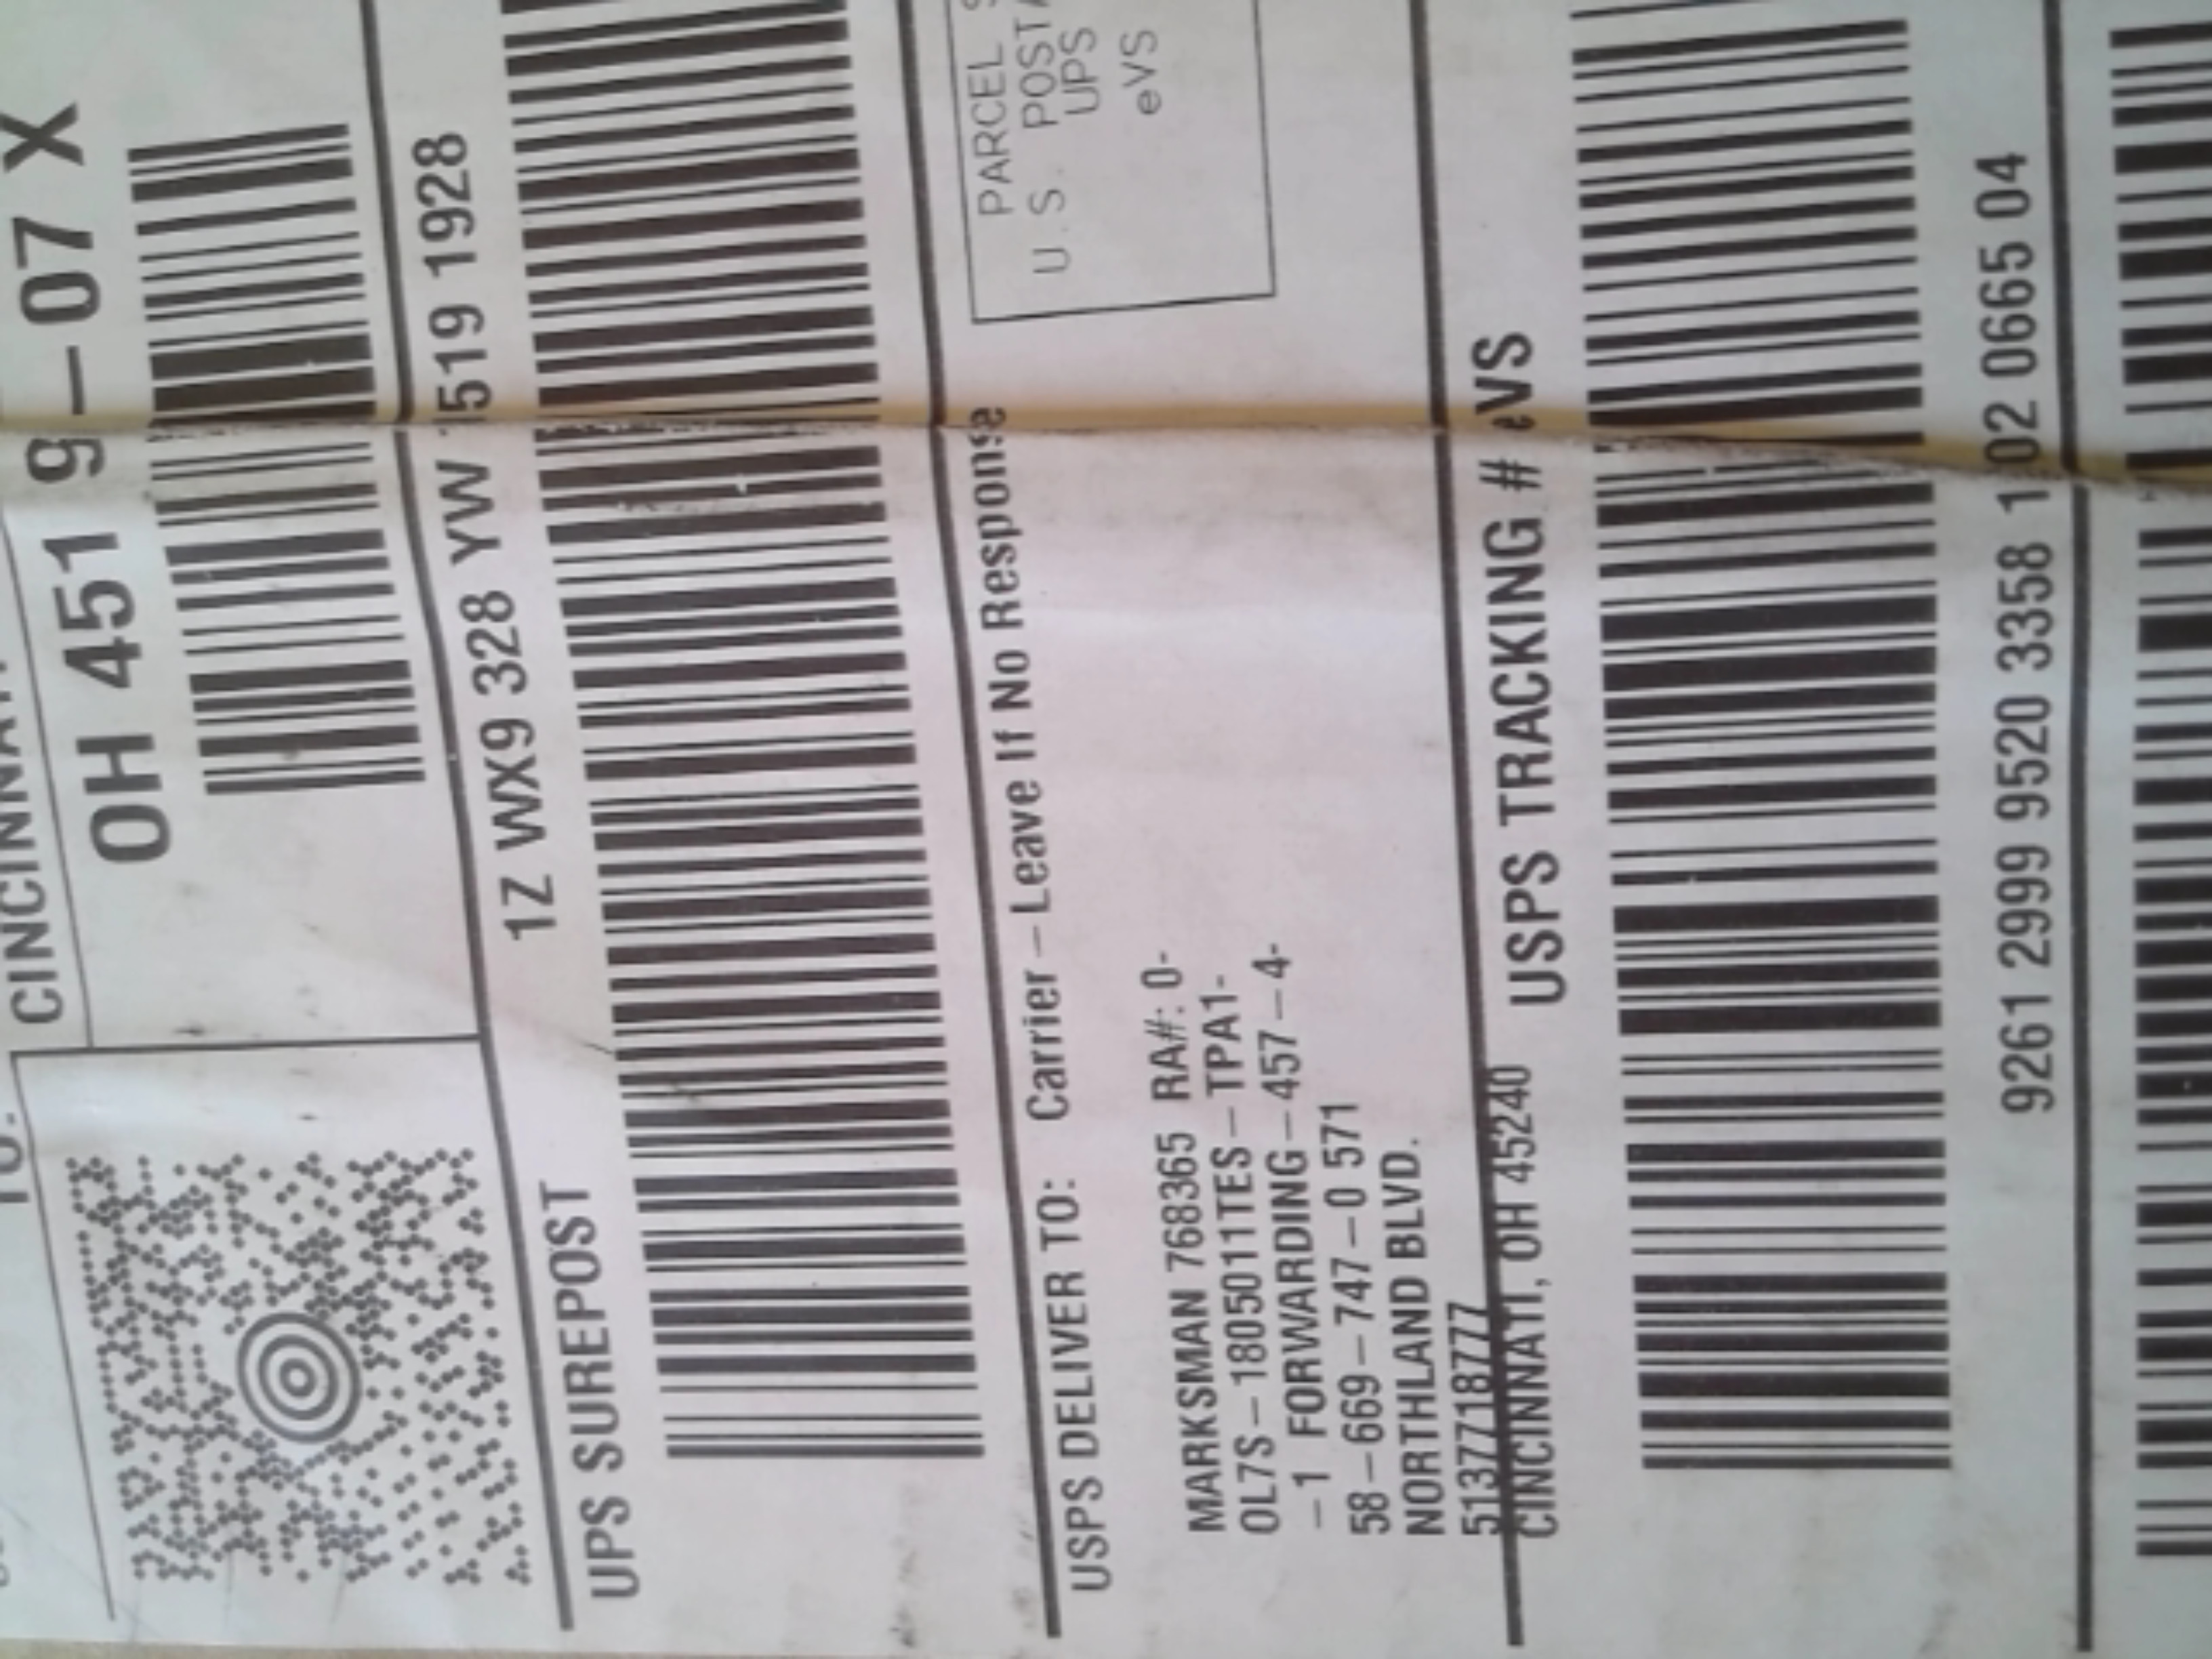 CINCINNATI
OH 451 9-07 X
1Z WX9 328 YW 1519 1928
UPS SUREPOST
PARCEL
U.S. POSTA
UPS
eVS
USPS DELIVER TO: Carrier-Leave If No Response
MARKSMAN 768365 RA#: 0-
OL7S-1805011TES-TPA1-
-1 FORWARDING-457-4-
58-669-747-0 571
NORTHLAND BLVD.
5137718777
CINCINNATI, OH 45240
USPS TRACKING # eVS
9261 2999 9520 3358 1 02 0665 04